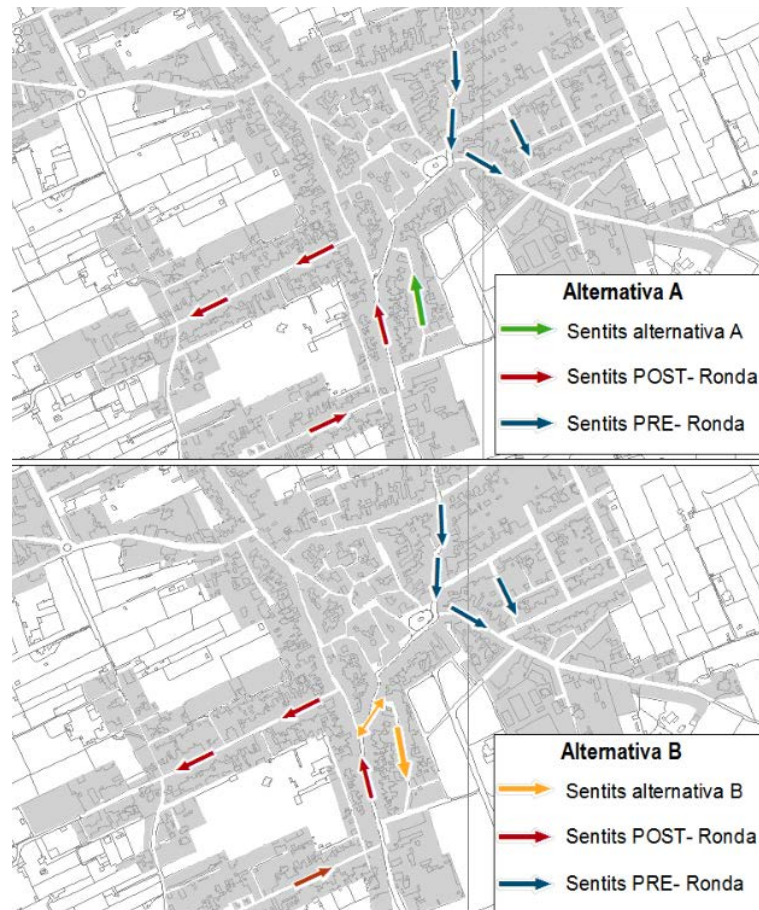 Alternativa A
Sentits alternativa A
Sentits POST- Ronda
Sentits PRE- Ronda
Alternativa B
Sentits alternativa B
Sentits POST- Ronda
Sentits PRE- Ronda